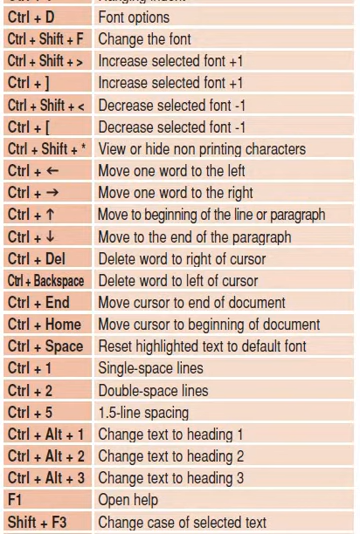 Ctrl + D Font options
Ctrl + Shift + F Change the font
Ctrl + Shift + > Increase selected font +1
Ctrl + ] Increase selected font +1
Ctrl + Shift + < Decrease selected font -1
Ctrl + [ Decrease selected font -1
Ctrl + Shift + * View or hide non printing characters
Ctrl + ← Move one word to the left
Ctrl + → Move one word to the right
Ctrl + ↑ Move to beginning of the line or paragraph
Ctrl + ↓ Move to the end of the paragraph
Ctrl + Del Delete word to right of cursor
Ctrl + Backspace Delete word to left of cursor
Ctrl + End Move cursor to end of document
Ctrl + Home Move cursor to beginning of document
Ctrl + Space Reset highlighted text to default font
Ctrl + 1 Single-space lines
Ctrl + 2 Double-space lines
Ctrl + 5 1.5-line spacing
Ctrl + Alt + 1 Change text to heading 1
Ctrl + Alt + 2 Change text to heading 2
Ctrl + Alt + 3 Change text to heading 3
F1 Open help
Shift + F3 Change case of selected text